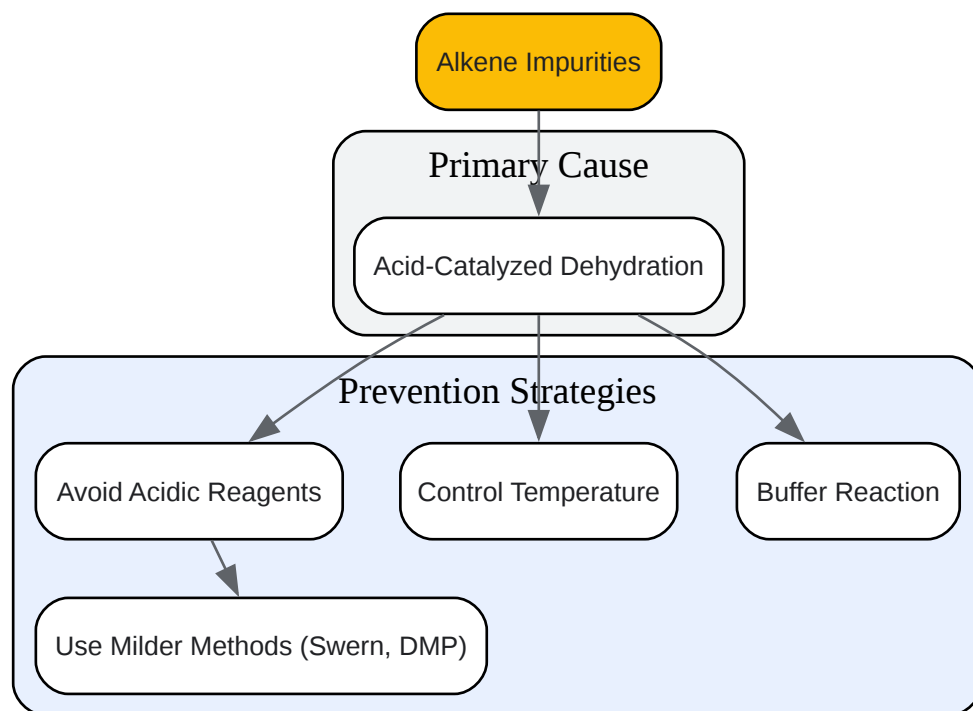 Alkene Impurities
Primary Cause
Acid-Catalyzed Dehydration
Prevention Strategies
Avoid Acidic Reagents
Control Temperature
Buffer Reaction
Use Milder Methods (Swern, DMP)